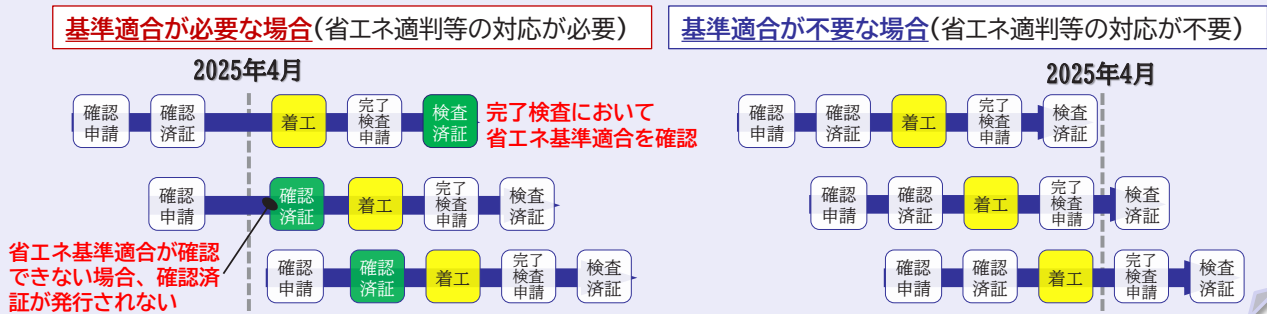 基準適合が必要な場合(省エネ適判等の対応が必要)
2025年4月
確認
申請
確認
済証
着工
完了
検査
申請
検査
済証
完了検査において
省エネ基準適合を確認
確認
申請
確認
済証
着工
完了
検査
申請
検査
済証
省エネ基準適合が確認
できない場合、確認済
証が発行されない
確認
申請
確認
済証
着工
完了
検査
申請
検査
済証
基準適合が不要な場合(省エネ適判等の対応が不要)
2025年4月
確認
申請
確認
済証
着工
完了
検査
申請
検査
済証
確認
申請
確認
済証
着工
完了
検査
申請
検査
済証
確認
申請
確認
済証
着工
完了
検査
申請
検査
済証